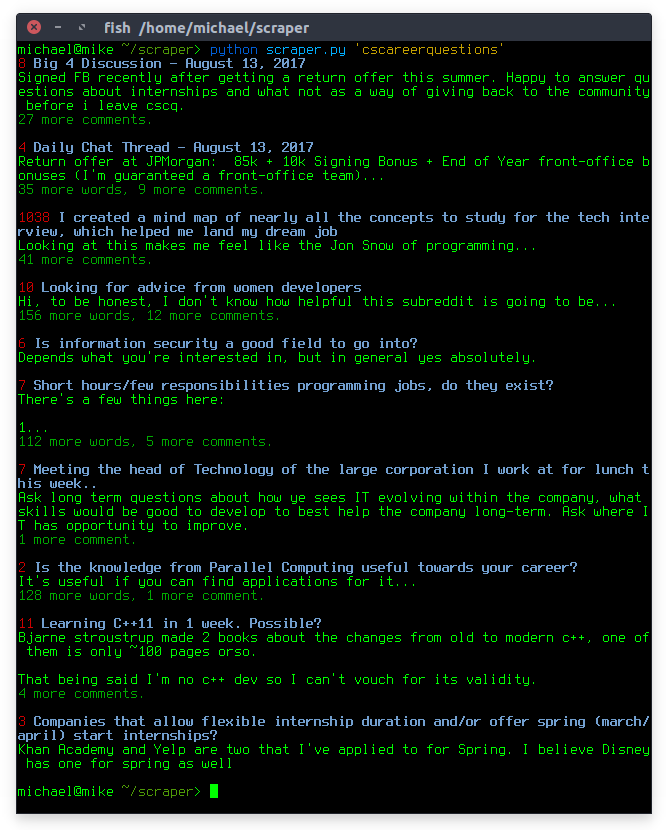 fish /home/michael/scraper
michael@mike ~/scraper> python scraper.py 'cscareerquestions'
8 Big 4 Discussion - August 13, 2017
Signed FB recently after getting a return offer this summer. Happy to answer qu
estions about internships and what not as a way of giving back to the community
 before i leave cscq.
27 more comments.
4 Daily Chat Thread - August 13, 2017
Return offer at JPMorgan:  85k + 10k Signing Bonus + End of Year front-office b
onuses (I'm guaranteed a front-office team)...
35 more words, 9 more comments.
1038 I created a mind map of nearly all the concepts to study for the tech inte
rview, which helped me land my dream job
Looking at this makes me feel like the Jon Snow of programming...
41 more comments.
10 Looking for advice from women developers
Hi, to be honest, I don't know how helpful this subreddit is going to be...
156 more words, 12 more comments.
6 Is information security a good field to go into?
Depends what you're interested in, but in general yes absolutely.
7 Short hours/few responsibilities programming jobs, do they exist?
There's a few things here:
1...
112 more words, 5 more comments.
7 Meeting the head of Technology of the large corporation I work at for lunch t
his week..
Ask long term questions about how ye sees IT evolving within the company, what
skills would be good to develop to best help the company long-term. Ask where I
T has opportunity to improve.
1 more comment.
2 Is the knowledge from Parallel Computing useful towards your career?
It's useful if you can find applications for it...
128 more words, 1 more comment.
11 Learning C++11 in 1 week. Possible?
Bjarne stroustrup made 2 books about the changes from old to modern c++, one of
 them is only ~100 pages orso.
That being said I'm no c++ dev so I can't vouch for its validity.
4 more comments.
3 Companies that allow flexible internship duration and/or offer spring (march/
april) start internships?
Khan Academy and Yelp are two that I've applied to for Spring. I believe Disney
 has one for spring as well
michael@mike ~/scraper>